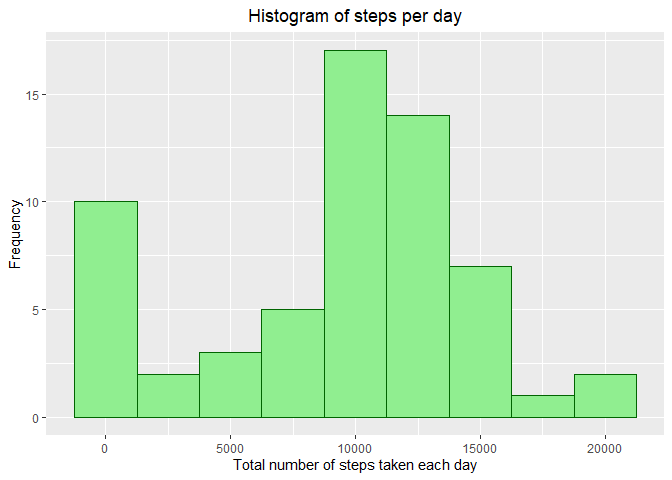 Histogram of steps per day
15
10
5
0
Frequency
0 5000 10000 15000 20000
Total number of steps taken each day